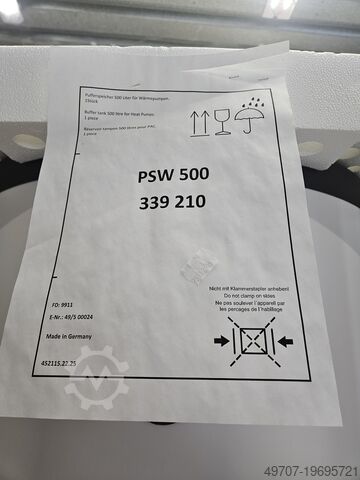 Pufferspeicher 500 Liter für Wärmepumpen.
1Stück
Buffer tank 500 litre for Heat Pumps.
1 piece
Réservoir tampon 500 litres pour PAC.
1 piece
PSW 500
339 210
Nicht mit Klammerstapler anheben!
Do not clamp on sides
Ne pas soulever l'appareil par
les percages de l'habillage
FD: 9911
E-Nr.: 49/5 00024
Made in Germany
452115.22.25
49707-19695721